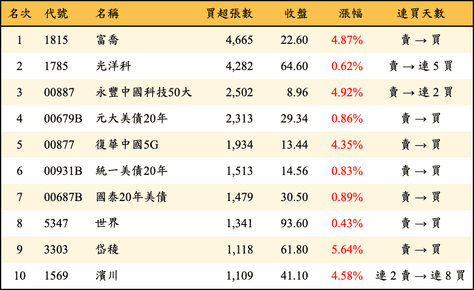 名次 代號 名稱 買超張數 收盤 漲幅 連買天數
1 1815 富喬 4,665 22.60 4.87% 賣 → 買
2 1785 光洋科 4,282 64.60 0.62% 賣 → 連 5 買
3 00887 永豐中國科技50大 2,502 8.96 4.92% 賣 → 連 2 買
4 00679B 元大美債20年 2,313 29.34 0.86% 賣 → 買
5 00877 復華中國5G 1,934 13.44 4.35% 賣 → 買
6 00931B 統一美債20年 1,513 14.56 0.83% 賣 → 買
7 00687B 國泰20年美債 1,479 30.50 0.89% 賣 → 買
8 5347 世界 1,341 93.60 0.43% 賣 → 買
9 3303 岱稜 1,118 61.80 5.64% 賣 → 買
10 1569 濱川 1,109 41.10 4.58% 連 2 賣 → 連 8 買